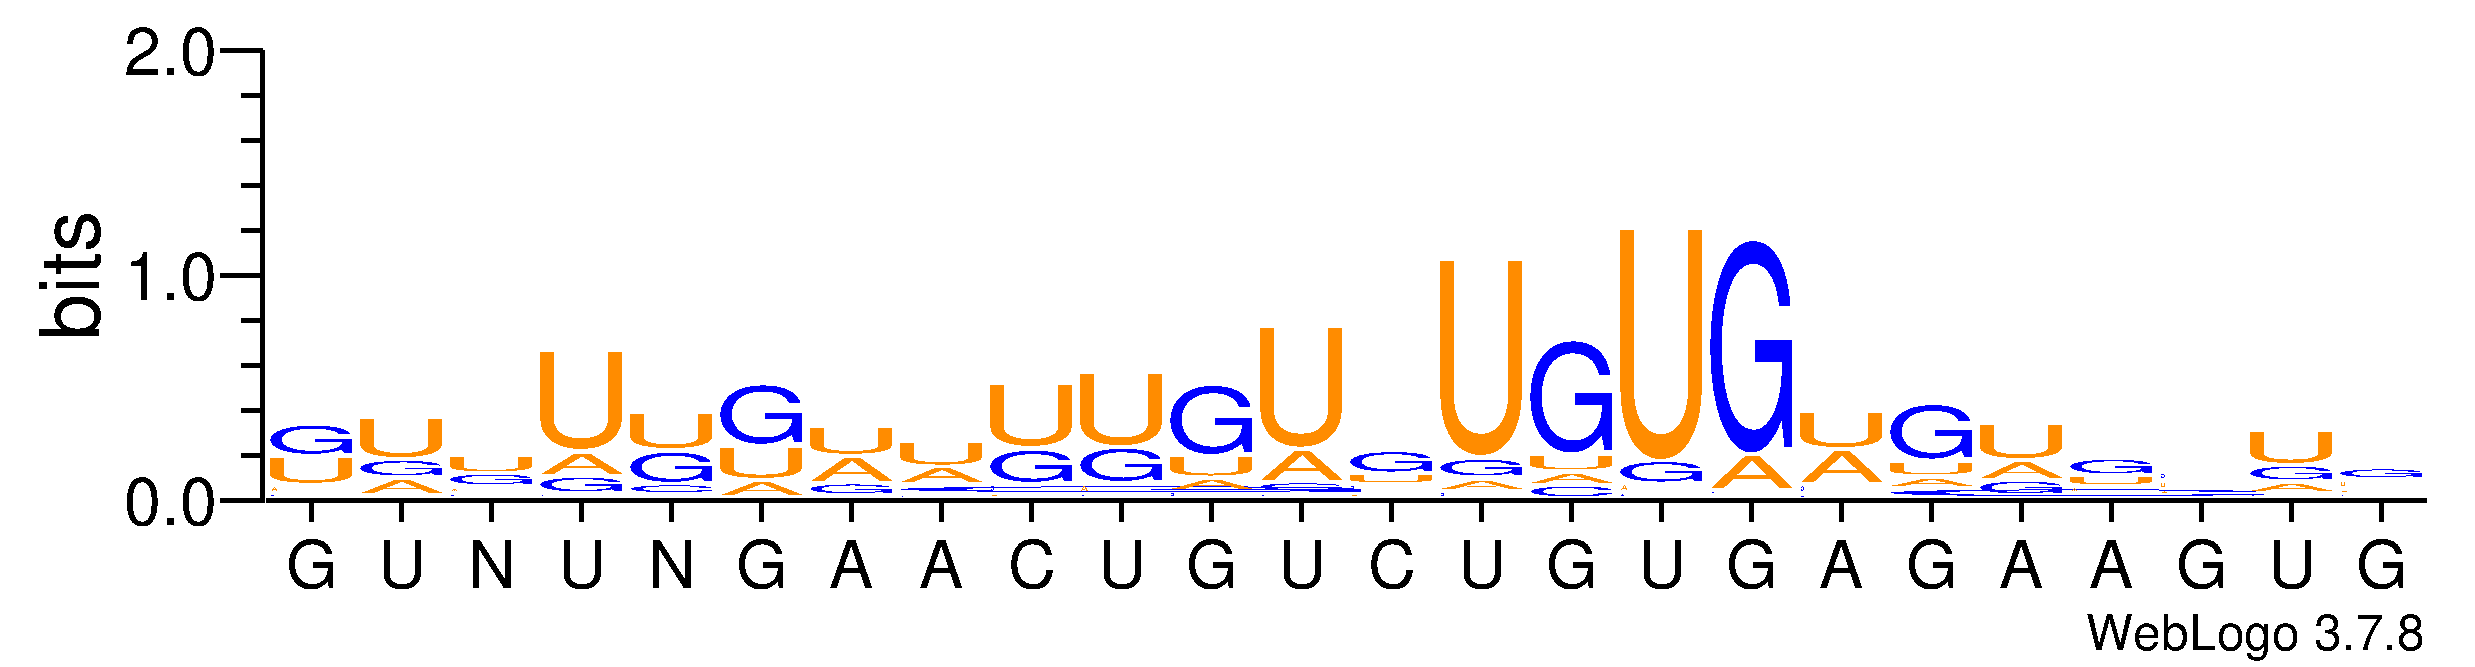 2.0
1.0
0.0
bits
G U N U N G A A C U G U C U G U G A G A A G U G
WebLogo 3.7.8